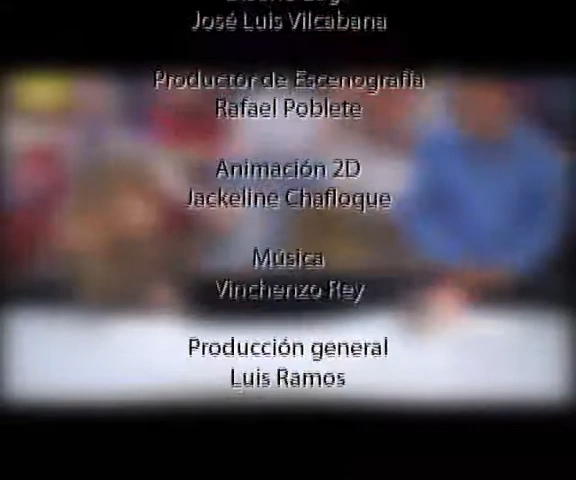 José Luis Vilcabana
Productor de Escenografía
Rafael Poblete
Animación 2D
Jackeline Chafloque
Música
Vinchenzo Rey
Producción general
Luis Ramos